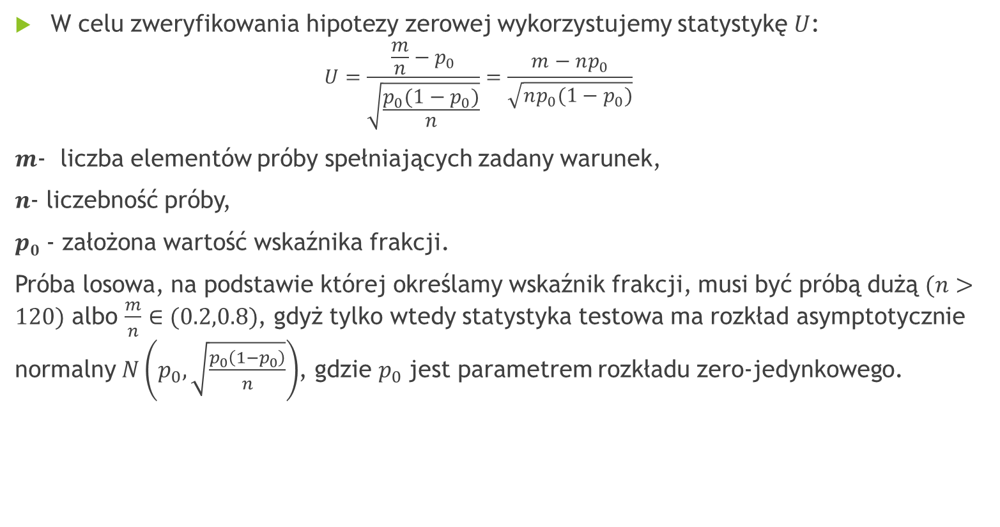 ▶ W celu zweryfikowania hipotezy zerowej wykorzystujemy statystykę $U$:
$U = \frac{\frac{m}{n} - p_0}{\sqrt{\frac{p_0(1 - p_0)}{n}}} = \frac{m - np_0}{\sqrt{np_0(1 - p_0)}}$
$\boldsymbol{m}$- liczba elementów próby spełniających zadany warunek,
$\boldsymbol{n}$- liczebność próby,
$\boldsymbol{p_0}$ - założona wartość wskaźnika frakcji.
Próba losowa, na podstawie której określamy wskaźnik frakcji, musi być próbą dużą $(n >$
$120)$ albo $\frac{m}{n} \in (0.2,0.8)$, gdyż tylko wtedy statystyka testowa ma rozkład asymptotycznie
normalny $N\left(p_0, \sqrt{\frac{p_0(1-p_0)}{n}}\right)$, gdzie $p_0$ jest parametrem rozkładu zero-jedynkowego.